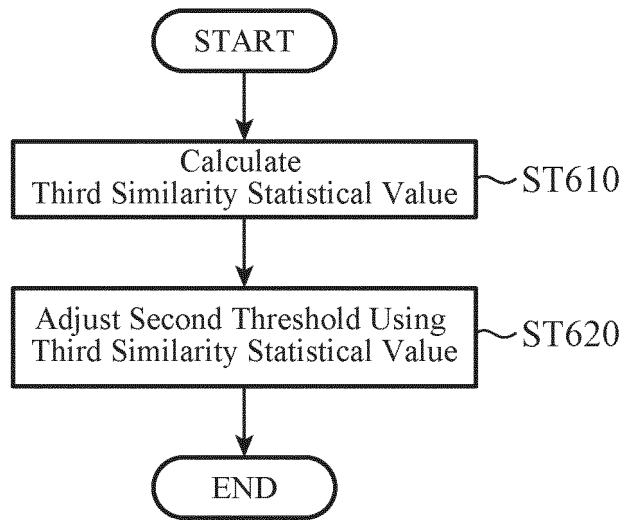 START
Calculate
Third Similarity Statistical Value
ST610
Adjust Second Threshold Using
Third Similarity Statistical Value
ST620
END